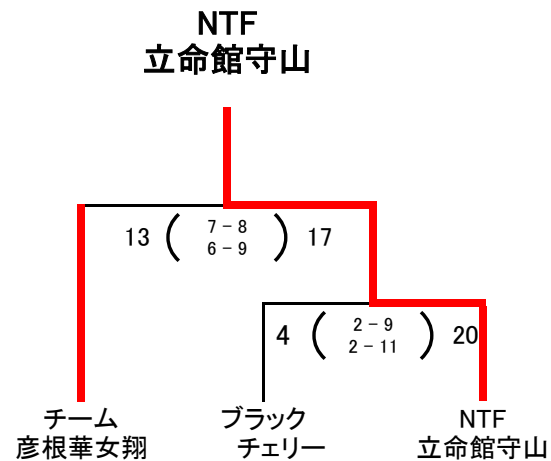 NTF
立命館守山
13 ( 7 - 8 ) 17
6 - 9
4 ( 2 - 9 ) 20
2 - 11
チーム
彦根華女翔
ブラック
チェリー
NTF
立命館守山